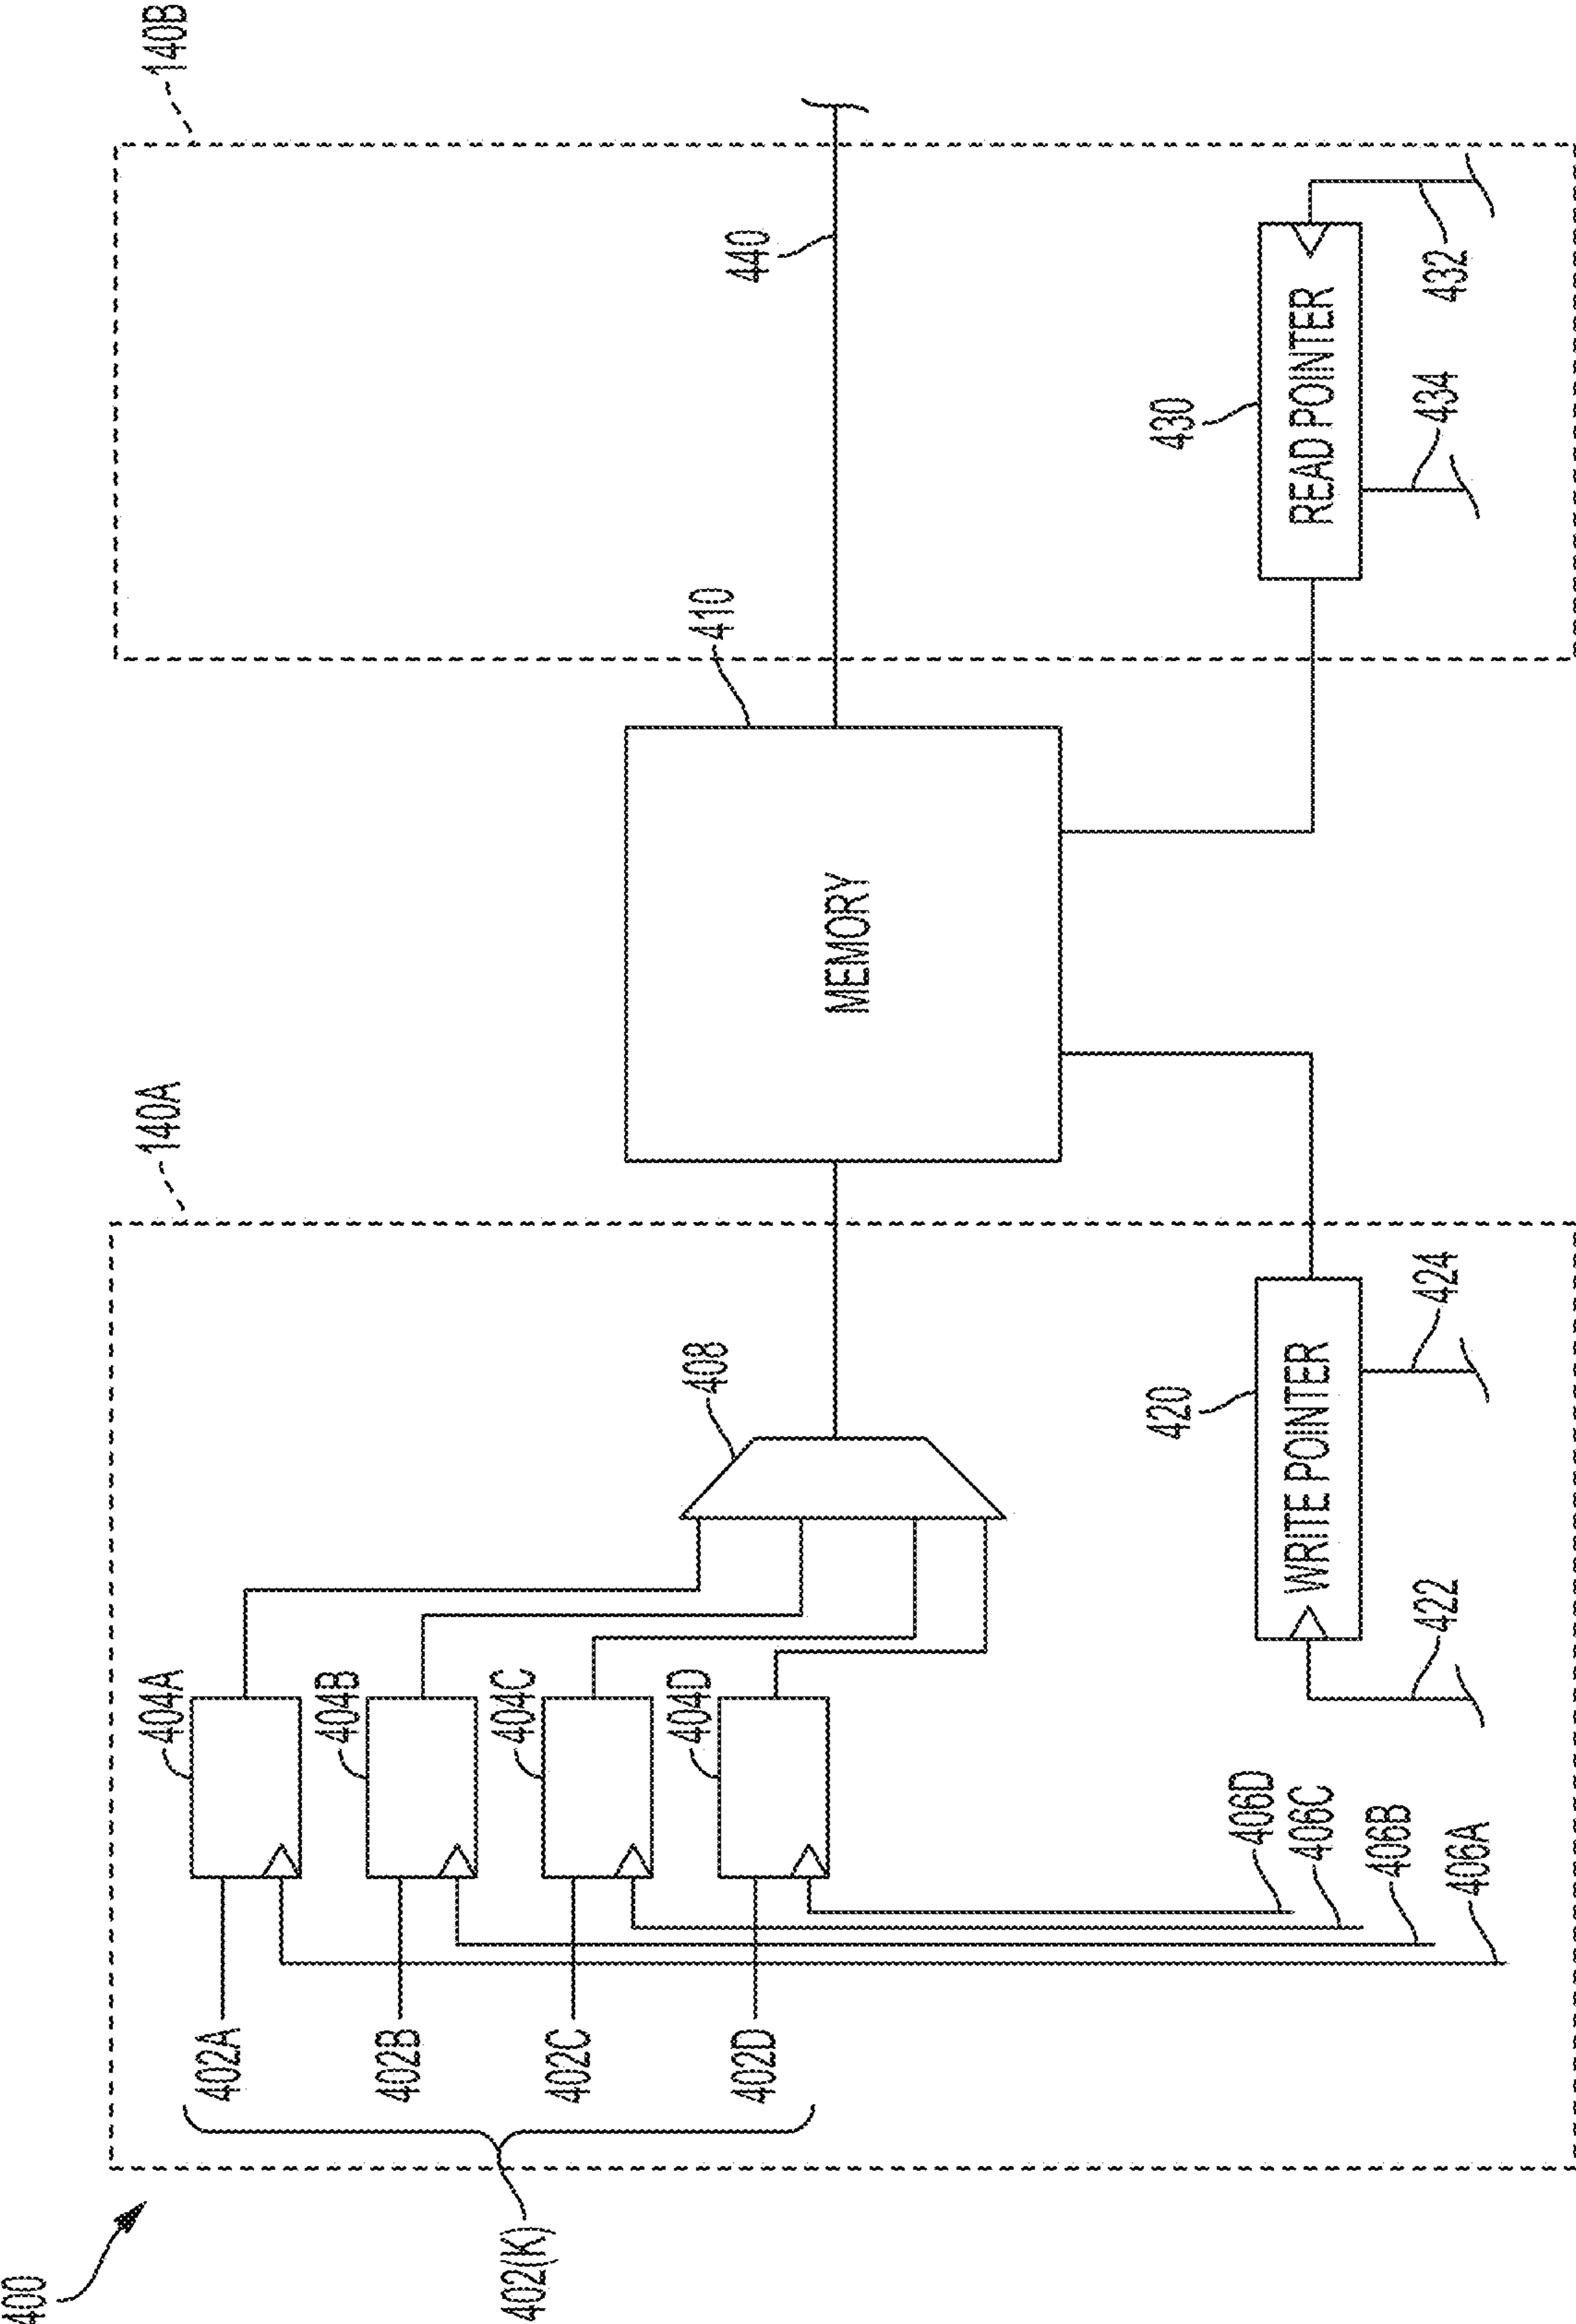 400
140A
140B
402(K)
402A
402B
402C
402D
404A
404B
404C
404D
408
410
MEMORY
440
406D
406C
406B
406A
420
WRITE POINTER
422
424
430
READ POINTER
434
432